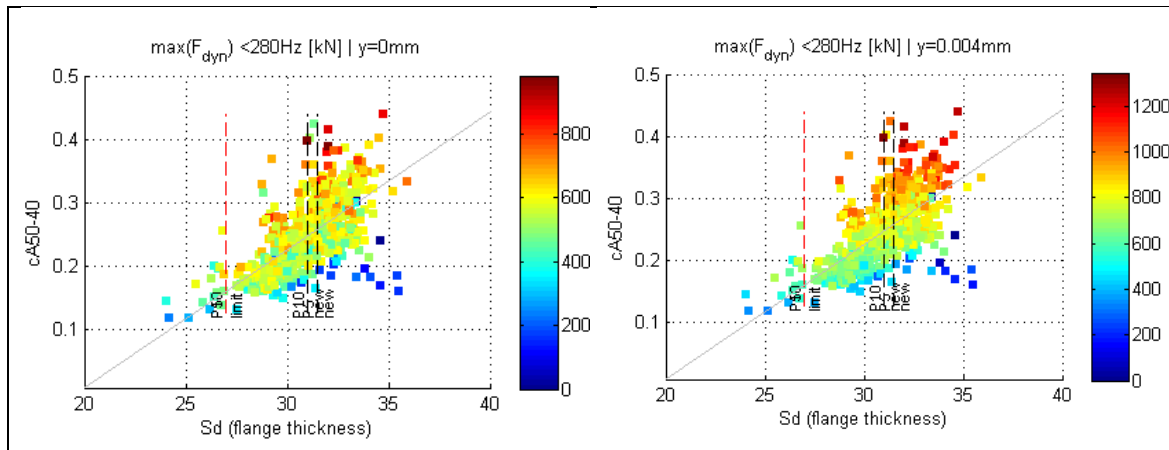 max(F_dyn) <280Hz [kN] | y=0mm
0.5
0.4
0.3
0.2
0.1
cA50-40
20
25
30
35
40
Sd (flange thickness)
P50
limit
P10
new
new
800
600
400
200
0
max(F_dyn) <280Hz [kN] | y=0.004mm
0.5
0.4
0.3
0.2
0.1
cA50-40
20
25
30
35
40
Sd (flange thickness)
P50
limit
P10
new
new
1200
1000
800
600
400
200
0